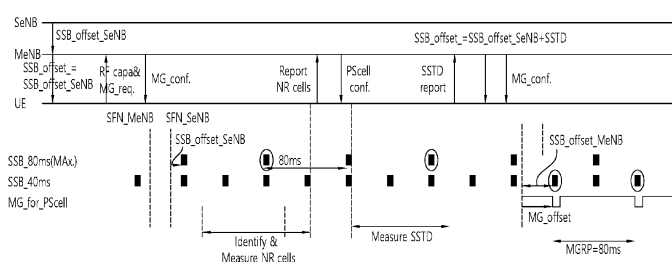 SeNB
SSB_offset_SeNB
SSB_offset_=SSB_offset_SeNB+SSTD
MeNB
SSB_offset_=
SSB_offset_SeNB
RF capa&
MG_req.
MG_conf.
Report
NR cells
PScell
conf.
SSTD
report
MG_conf.
UE
SFN_MeNB
SFN_SeNB
SSB_offset_SeNB
SSB_offset_MeNB
SSB_80ms(MAx.)
80ms
SSB_40ms
MG_for_PScell
MG_offset
Identify &
Measure NR cells
Measure SSTD
MGRP=80ms